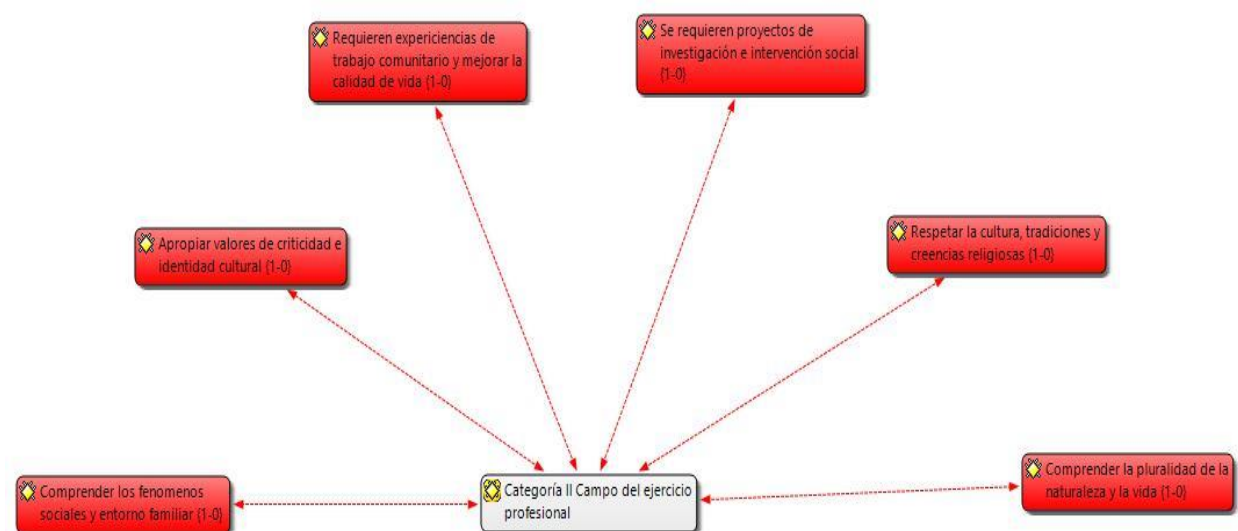 Requieren expericiencias de
trabajo comunitario y mejorar la
calidad de vida {1-0}
Se requieren proyectos de
investigación e intervención social
{1-0}
Apropiar valores de criticidad e
identidad cultural {1-0}
Respetar la cultura, tradiciones y
creencias religiosas {1-0}
Comprender los fenomenos
sociales y entorno familiar {1-0}
Categoría II Campo del ejercicio
profesional
Comprender la pluralidad de la
naturaleza y la vida {1-0}